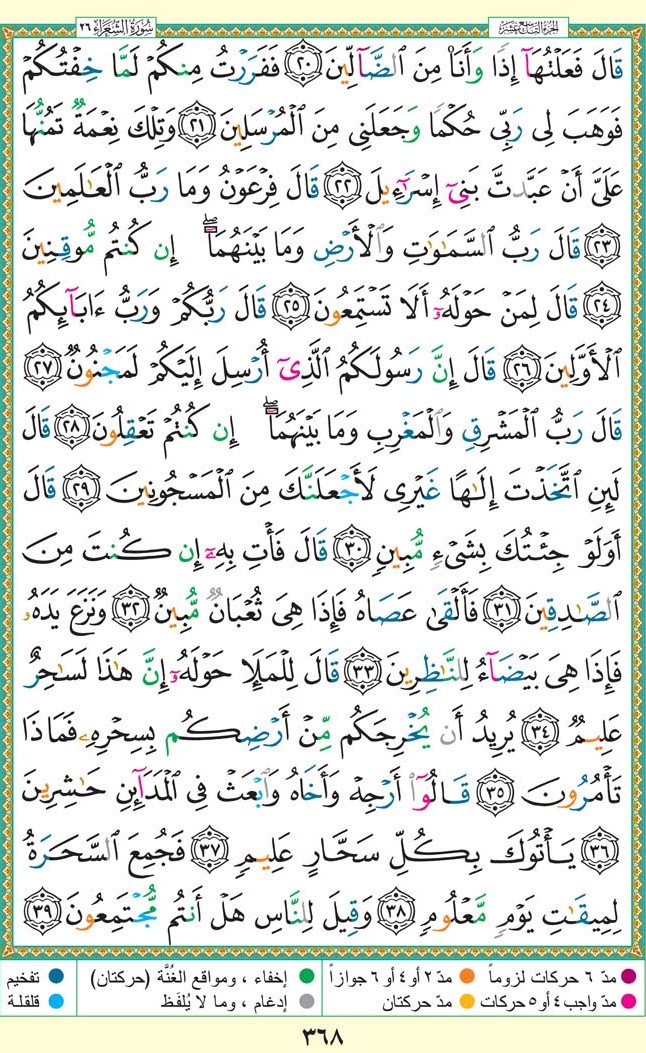 سُورَةُ الشُّعَرَاءِ ٢٦
الجزء التاسع عشر
قَالَ فَعَلْتُهَآ إِذًا وَأَنَا۠ مِنَ ٱلضَّآلِّينَ ٢٠ فَفَرَرْتُ مِنكُمْ لَمَّا خِفْتُكُمْ
فَوَهَبَ لِى رَبِّى حُكْمًا وَجَعَلَنِى مِنَ ٱلْمُرْسَلِينَ ٢١ وَتِلْكَ نِعْمَةٌ تَمُنُّهَا
عَلَىَّ أَنْ عَبَّدتَّ بَنِىٓ إِسْرَٰٓءِيلَ ٢٢ قَالَ فِرْعَوْنُ وَمَا رَبُّ ٱلْعَٰلَمِينَ
٢٣ قَالَ رَبُّ ٱلسَّمَٰوَٰتِ وَٱلْأَرْضِ وَمَا بَيْنَهُمَآ ۖ إِن كُنتُم مُّوقِنِينَ
٢٤ قَالَ لِمَنْ حَوْلَهُۥٓ أَلَا تَسْتَمِعُونَ ٢٥ قَالَ رَبُّكُمْ وَرَبُّ ءَابَآئِكُمُ
ٱلْأَوَّلِينَ ٢٦ قَالَ إِنَّ رَسُولَكُمُ ٱلَّذِىٓ أُرْسِلَ إِلَيْكُمْ لَمَجْنُونٌ ٢٧
قَالَ رَبُّ ٱلْمَشْرِقِ وَٱلْمَغْرِبِ وَمَا بَيْنَهُمَآ ۖ إِن كُنتُمْ تَعْقِلُونَ ٢٨ قَالَ
لَئِنِ ٱتَّخَذْتَ إِلَٰهًا غَيْرِى لَأَجْعَلَنَّكَ مِنَ ٱلْمَسْجُونِينَ ٢٩ قَالَ
أَوَلَوْ جِئْتُكَ بِشَىْءٍ مُّبِينٍ ٣٠ قَالَ فَأْتِ بِهِۦٓ إِن كُنتَ مِنَ
ٱلصَّٰدِقِينَ ٣١ فَأَلْقَىٰ عَصَاهُ فَإِذَا هِىَ ثُعْبَانٌ مُّبِينٌ ٣٢ وَنَزَعَ يَدَهُۥ
فَإِذَا هِىَ بَيْضَآءُ لِلنَّٰظِرِينَ ٣٣ قَالَ لِلْمَلَإِ حَوْلَهُۥٓ إِنَّ هَٰذَا لَسَٰحِرٌ
عَلِيمٌ ٣٤ يُرِيدُ أَن يُخْرِجَكُم مِّنْ أَرْضِكُم بِسِحْرِهِۦ فَمَاذَا
تَأْمُرُونَ ٣٥ قَالُوٓا۟ أَرْجِهْ وَأَخَاهُ وَٱبْعَثْ فِى ٱلْمَدَآئِنِ حَٰشِرِينَ
٣٦ يَأْتُوكَ بِكُلِّ سَحَّارٍ عَلِيمٍ ٣٧ فَجُمِعَ ٱلسَّحَرَةُ
لِمِيقَٰتِ يَوْمٍ مَّعْلُومٍ ٣٨ وَقِيلَ لِلنَّاسِ هَلْ أَنتُم مُّجْتَمِعُونَ ٣٩
مدّ ٦ حركات لزوماً مدّ ٢ أو ٤ أو ٦ جوازاً إخفاء ، ومواقع الغُنَّة (حركتان) تفخيم
مدّ واجب ٤ أو ٥ حركات مدّ حركتان إدغام ، وما لا يُلفَظ قلقلة
٣٦٨